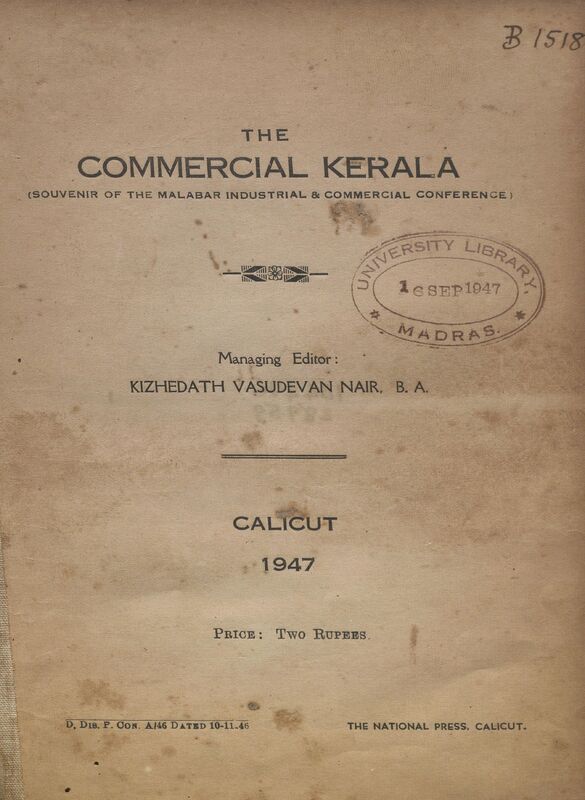 B 1518
THE
COMMERCIAL KERALA
(SOUVENIR OF THE MALABAR INDUSTRIAL & COMMERCIAL CONFERENCE)
UNIVERSITY LIBRARY,
16 SEP 1947
* MADRAS. *
Managing Editor:
KIZHEDATH VASUDEVAN NAIR, B. A.
CALICUT
1947
PRICE: TWO RUPEES.
D. DIS. P. CON. A/46 DATED 10-11-46
THE NATIONAL PRESS, CALICUT.